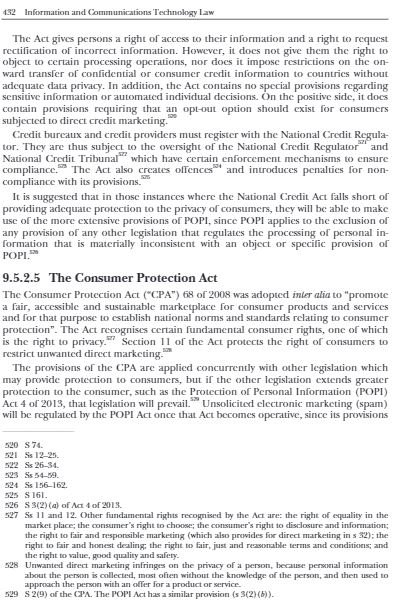 432 Information and Communications Technology Law
The Act gives persons a right of access to their information and a right to request
rectification of incorrect information. However, it does not give them the right to
object to certain processing operations, nor does it impose restrictions on the on-
ward transfer of confidential or consumer credit information to countries without
adequate data privacy. In addition, the Act contains no special provisions regarding
sensitive information or automated individual decisions. On the positive side, it does
contain provisions requiring that an opt-out option should exist for consumers
subjected to direct credit marketing.520
Credit bureaux and credit providers must register with the National Credit Regula-
tor. They are thus subject to the oversight of the National Credit Regulator521 and
National Credit Tribunal522 which have certain enforcement mechanisms to ensure
compliance.523 The Act also creates offences524 and introduces penalties for non-
compliance with its provisions.525
It is suggested that in those instances where the National Credit Act falls short of
providing adequate protection to the privacy of consumers, they will be able to make
use of the more extensive provisions of POPI, since POPI applies to the exclusion of
any provision of any other legislation that regulates the processing of personal in-
formation that is materially inconsistent with an object or specific provision of
POPI.526
9.5.2.5 The Consumer Protection Act
The Consumer Protection Act (“CPA”) 68 of 2008 was adopted inter alia to “promote
a fair, accessible and sustainable marketplace for consumer products and services
and for that purpose to establish national norms and standards relating to consumer
protection”. The Act recognises certain fundamental consumer rights, one of which
is the right to privacy.527 Section 11 of the Act protects the right of consumers to
restrict unwanted direct marketing.528
The provisions of the CPA are applied concurrently with other legislation which
may provide protection to consumers, but if the other legislation extends greater
protection to the consumer, such as the Protection of Personal Information (POPI)
Act 4 of 2013, that legislation will prevail.529 Unsolicited electronic marketing (spam)
will be regulated by the POPI Act once that Act becomes operative, since its provisions
520 S 74.
521 Ss 12–25.
522 Ss 26–34.
523 Ss 54–59.
524 Ss 156–162.
525 S 161.
526 S 3(2)(a) of Act 4 of 2013.
527 Ss 11 and 12. Other fundamental rights recognised by the Act are: the right of equality in the
market place; the consumer’s right to choose; the consumer’s right to disclosure and information;
the right to fair and responsible marketing (which also provides for direct marketing in s 32); the
right to fair and honest dealing; the right to fair, just and reasonable terms and conditions; and
the right to value, good quality and safety.
528 Unwanted direct marketing infringes on the privacy of a person, because personal information
about the person is collected, most often without the knowledge of the person, and then used to
approach the person with an offer for a product or service.
529 S 2(9) of the CPA. The POPI Act has a similar provision (s 3(2)(b)).